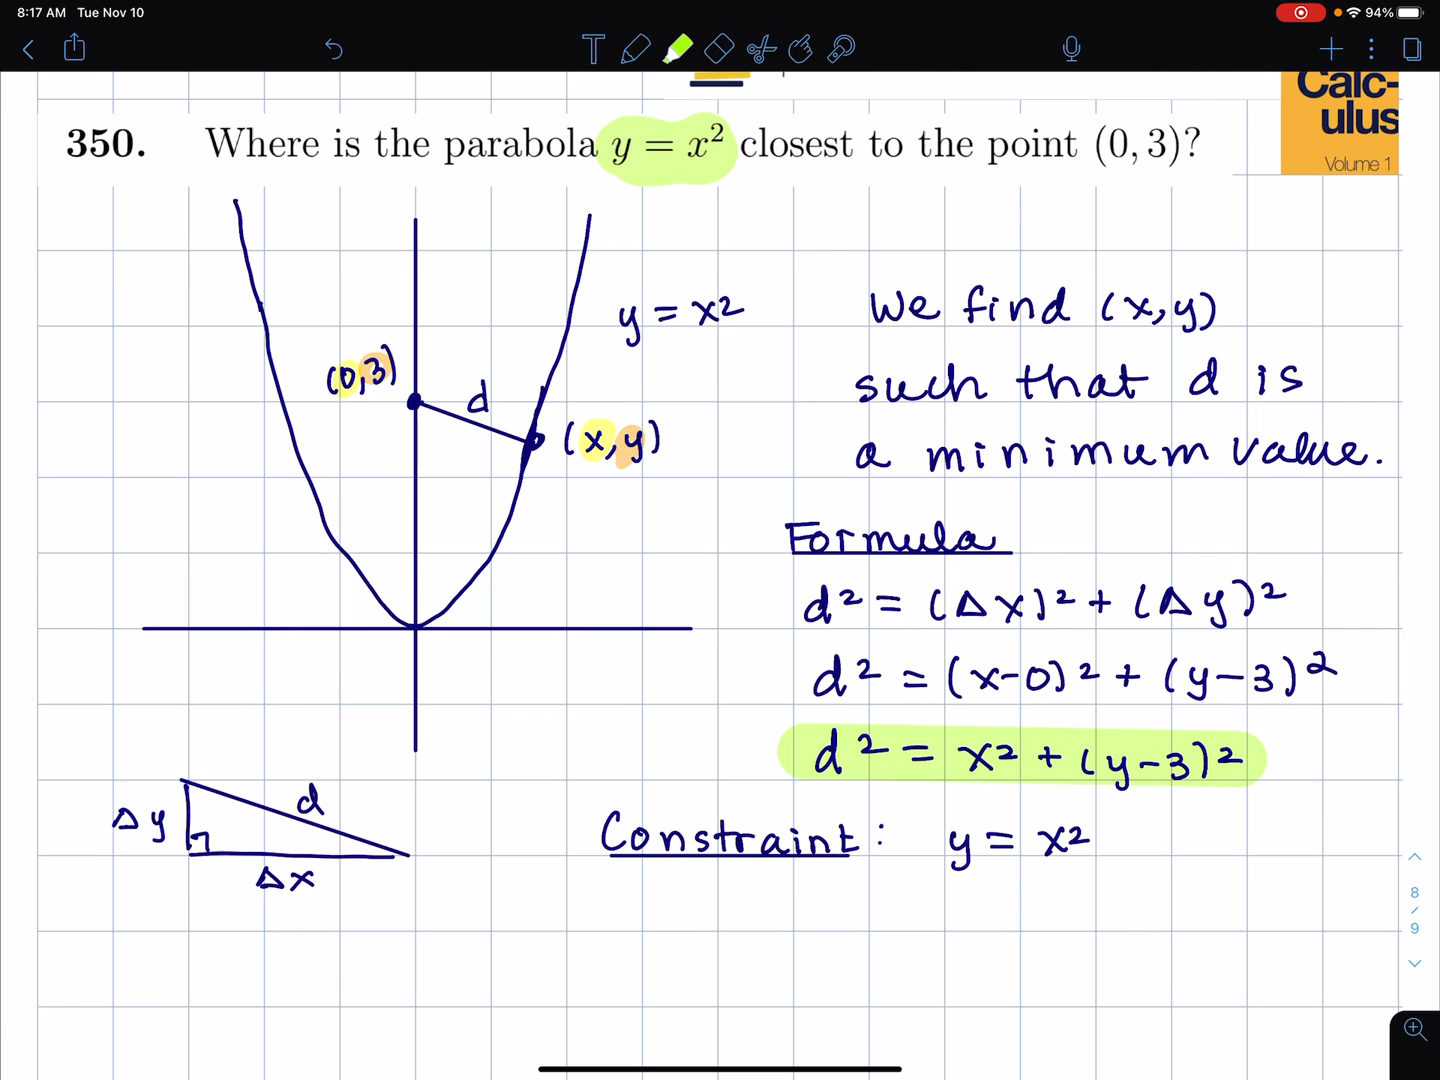 8:17 AM Tue Nov 10
94%
Calc-
ulus
Volume 1
350. Where is the parabola y = x² closest to the point (0, 3)?
y = x²
(0,3)
d
(x,y)
We find (x,y)
such that d is
a minimum value.
Formula
d² = (Δx)² + (Δy)²
d² = (x-0)² + (y-3)²
d² = x² + (y-3)²
Δy
d
Δx
Constraint: y = x²
8
/
9